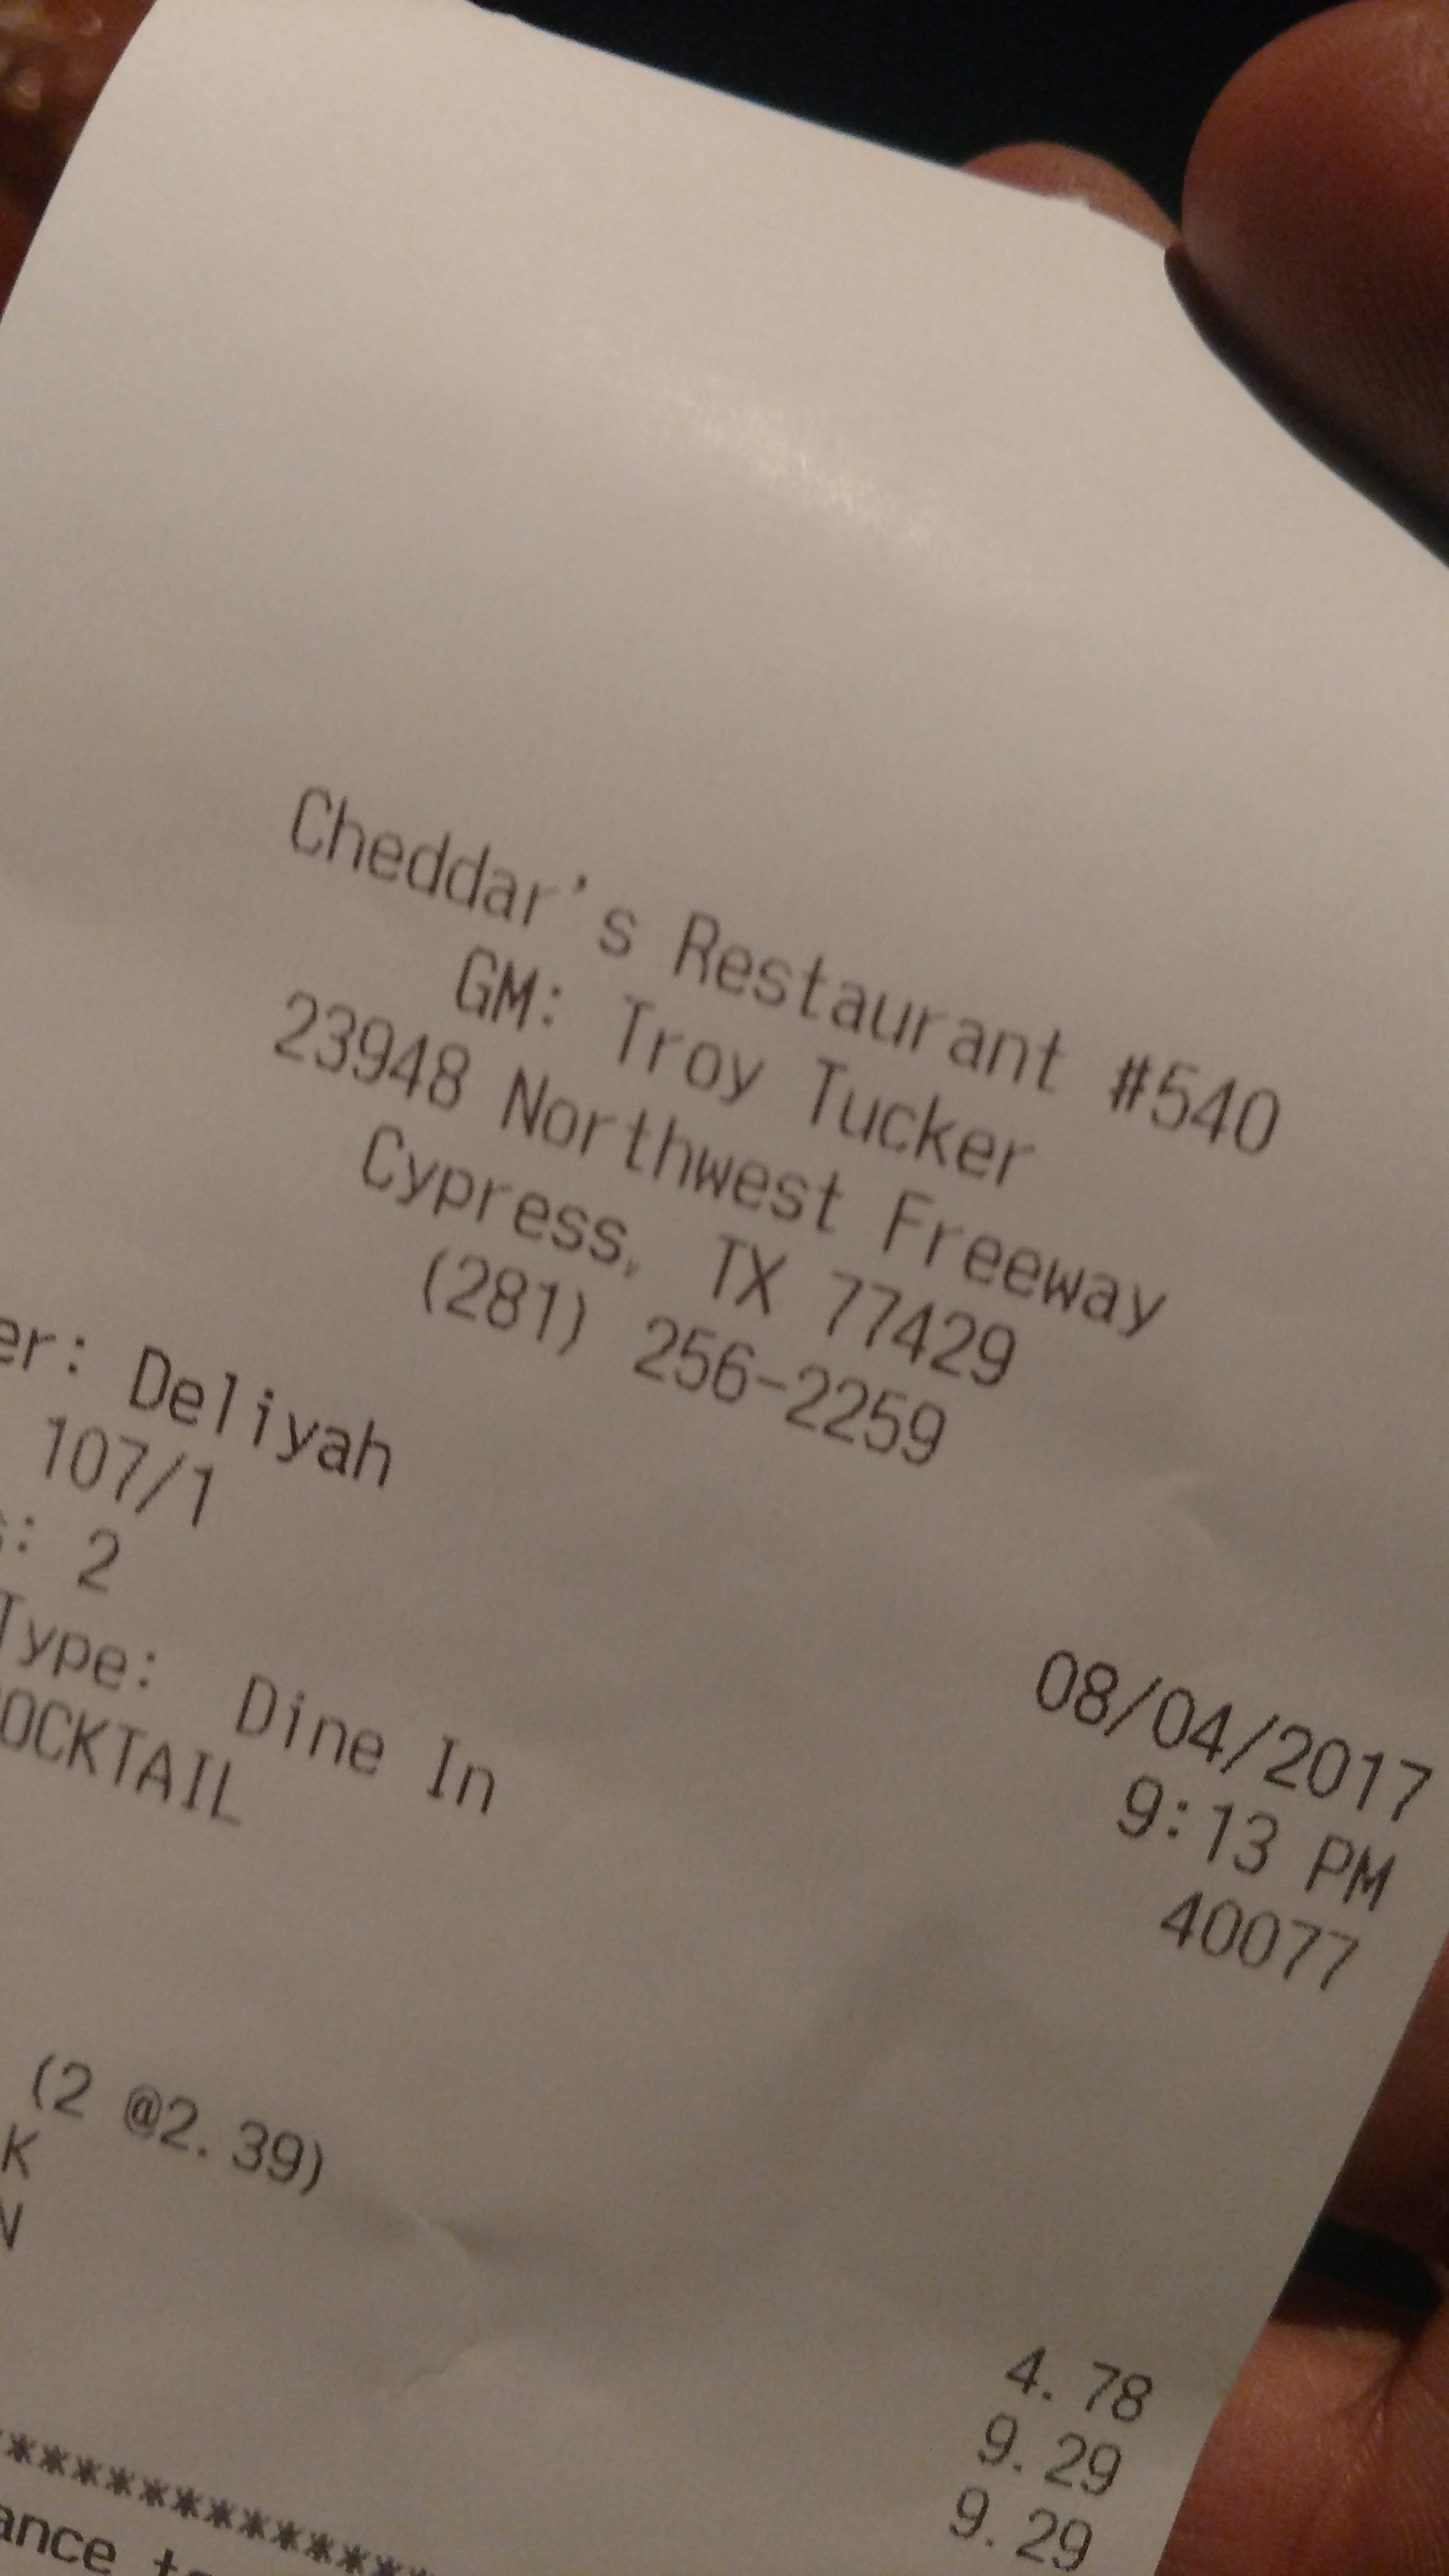 Cheddar's Restaurant #540
GM: Troy Tucker
23948 Northwest Freeway
Cypress, TX 77429
(281) 256-2259
er: Deliyah 08/04/2017
107/1 9:13 PM
: 2 40077
Type: Dine In
OCKTAIL
(2 @2.39) 4.78
K 9.29
N 9.29
*************
ance to